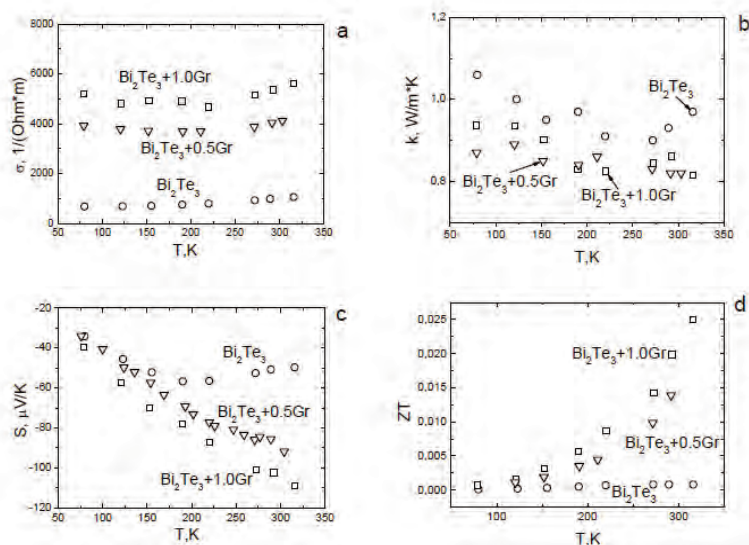 a
8000
6000
4000
2000
0
σ, 1/(Ohm*m)
Bi₂Te₃+1.0Gr
Bi₂Te₃+0.5Gr
Bi₂Te₃
50 100 150 200 250 300 350
T,K
b
1,2
1,0
0,8
k, W/m*K
Bi₂Te₃
Bi₂Te₃+0.5Gr
Bi₂Te₃+1.0Gr
50 100 150 200 250 300 350
T,K
c
-20
-40
-60
-80
-100
-120
S, μV/K
Bi₂Te₃
Bi₂Te₃+0.5Gr
Bi₂Te₃+1.0Gr
50 100 150 200 250 300 350
T,K
d
0,025
0,020
0,015
0,010
0,005
0,000
ZT
Bi₂Te₃+1.0Gr
Bi₂Te₃+0.5Gr
Bi₂Te₃
100 200 300
T,K